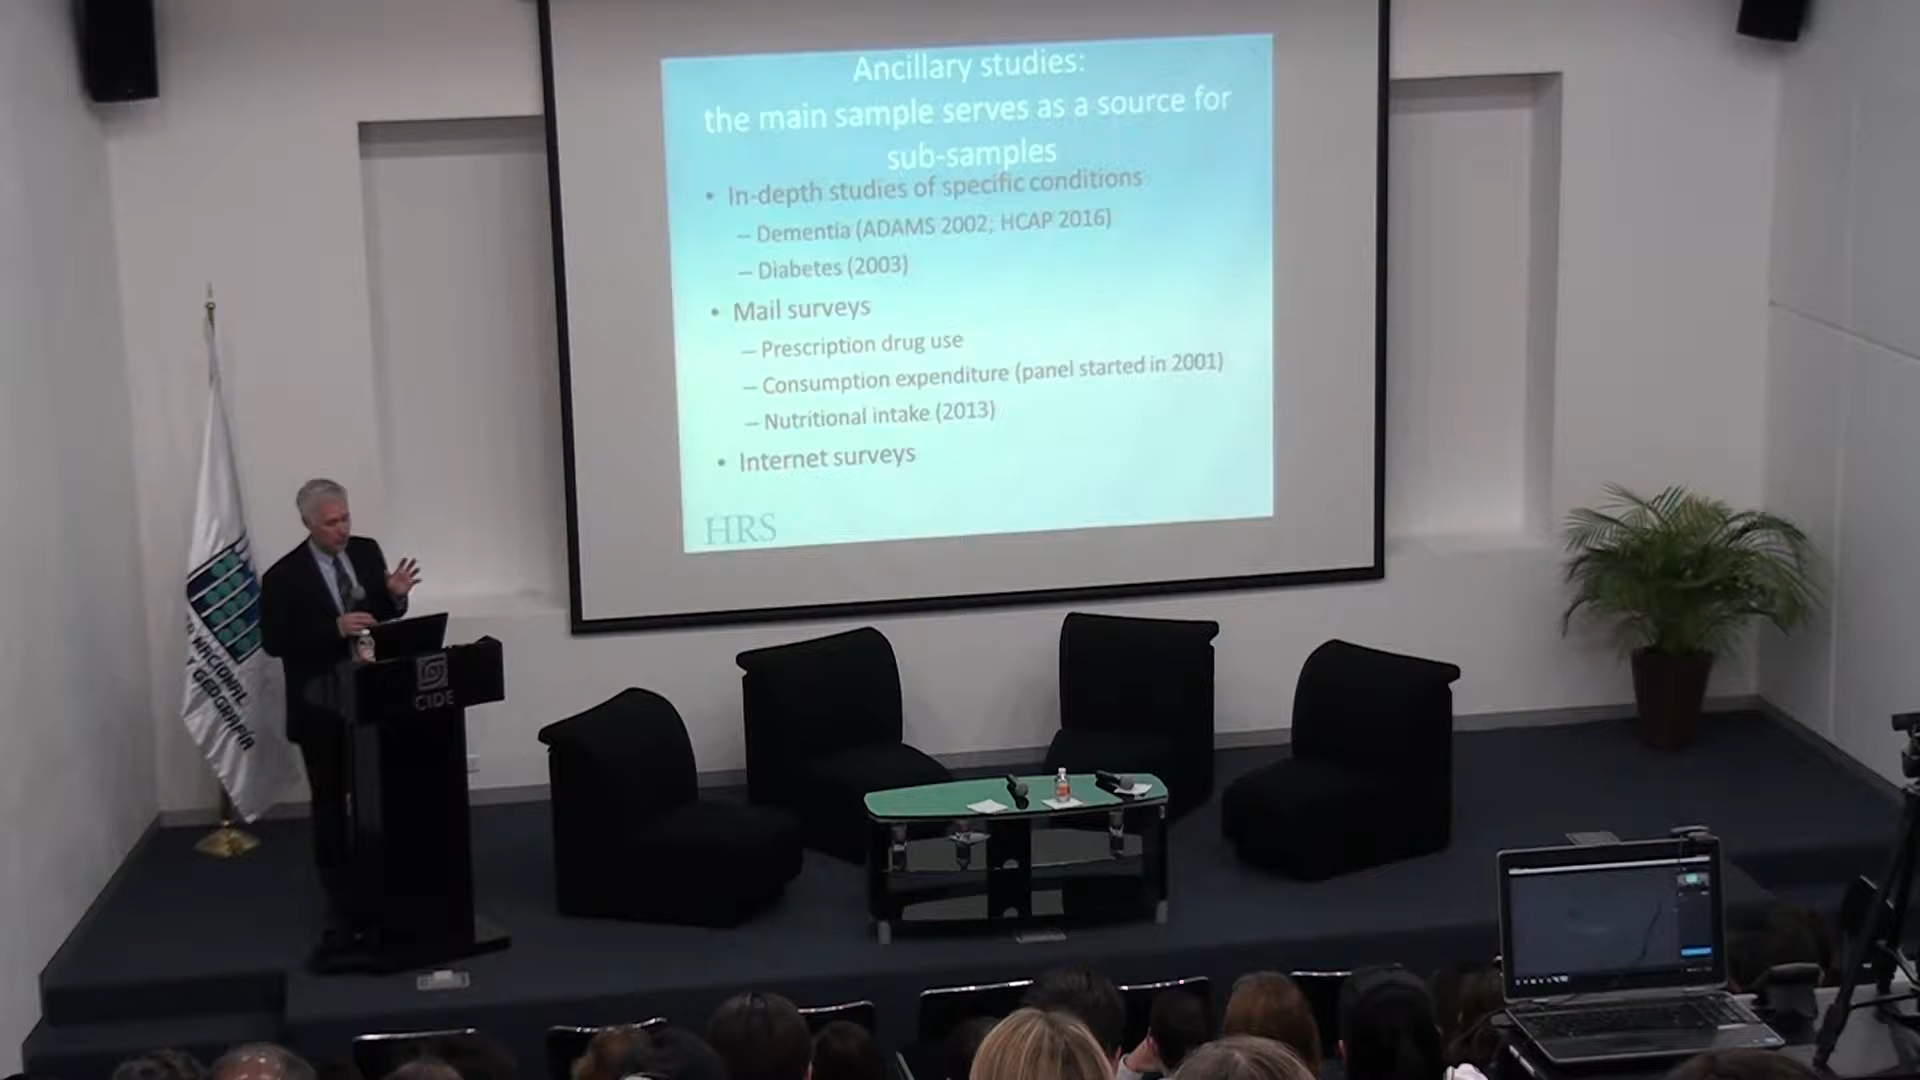 Ancillary studies:
the main sample serves as a source for
sub-samples
• In-depth studies of specific conditions
– Dementia (ADAMS 2002; HCAP 2016)
– Diabetes (2003)
• Mail surveys
– Prescription drug use
– Consumption expenditure (panel started in 2001)
– Nutritional intake (2013)
• Internet surveys
HRS
NACIONAL
GEOGRAFÍA
CIDE